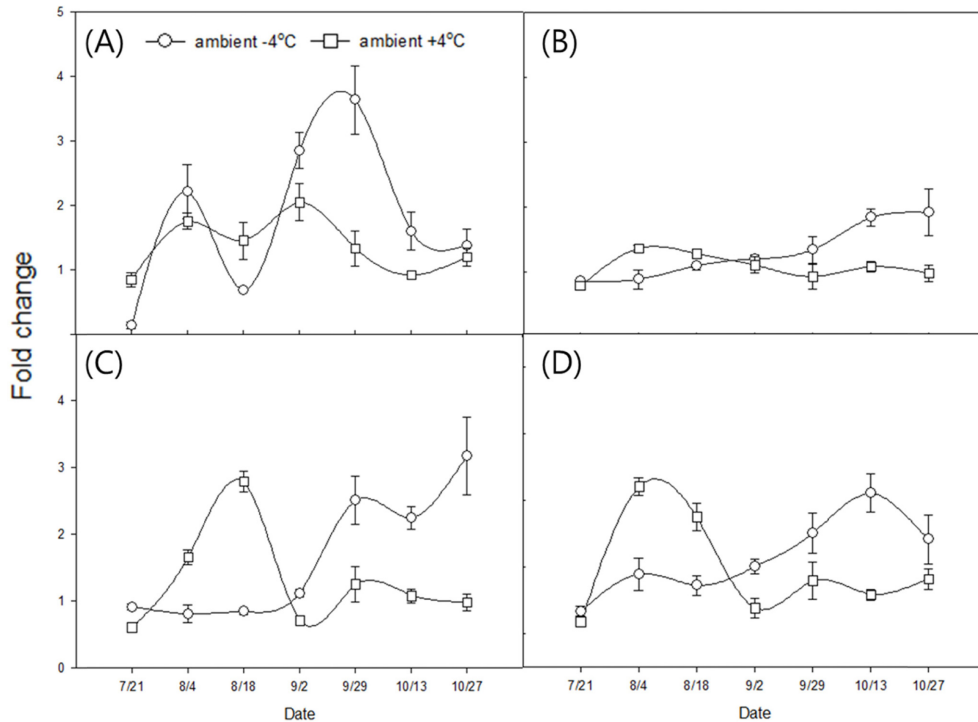 5
(A)
ambient -4°C
ambient +4°C
(B)
4
3
2
1
Fold change
(C)
(D)
4
3
2
1
0
7/21 8/4 8/18 9/2 9/29 10/13 10/27
7/21 8/4 8/18 9/2 9/29 10/13 10/27
Date
Date